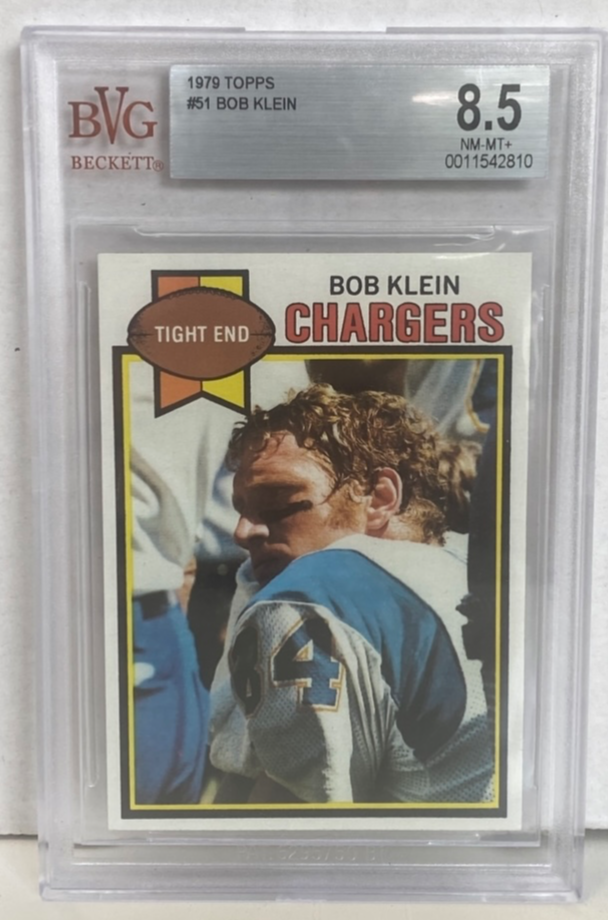 BVG
BECKETT®
1979 TOPPS
#51 BOB KLEIN
8.5
NM-MT+
0011542810
BOB KLEIN
CHARGERS
TIGHT END
84